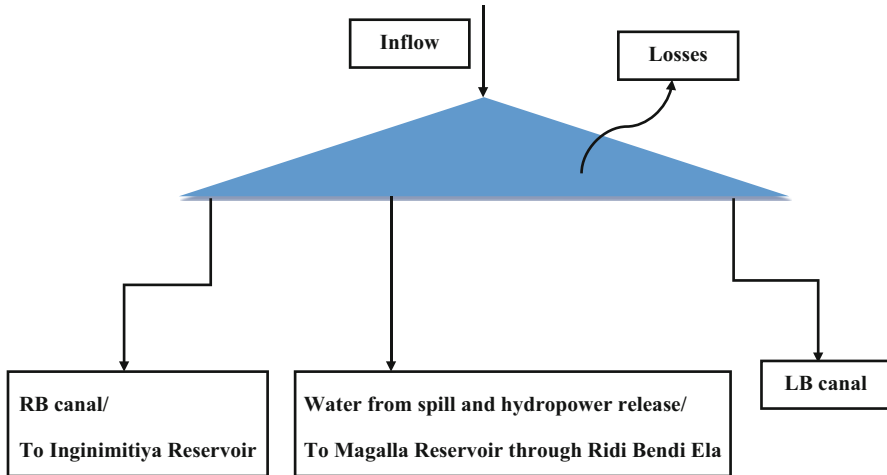 Inflow
Losses
RB canal/
To Inginimitiya Reservoir
Water from spill and hydropower release/
To Magalla Reservoir through Ridi Bendi Ela
LB canal